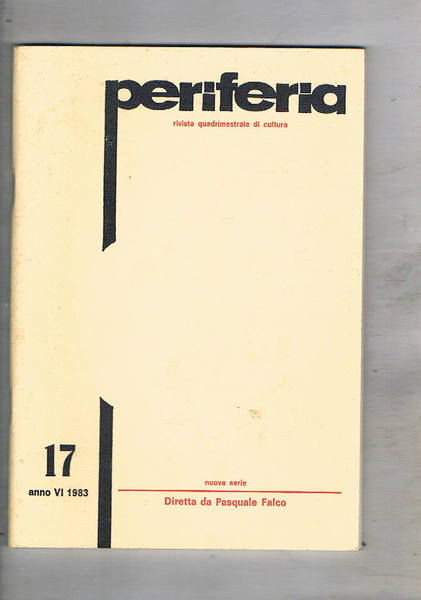 periferia
rivista quadrimestrale di cultura
17
anno VI 1983
nuova serie
Diretta da Pasquale Falco